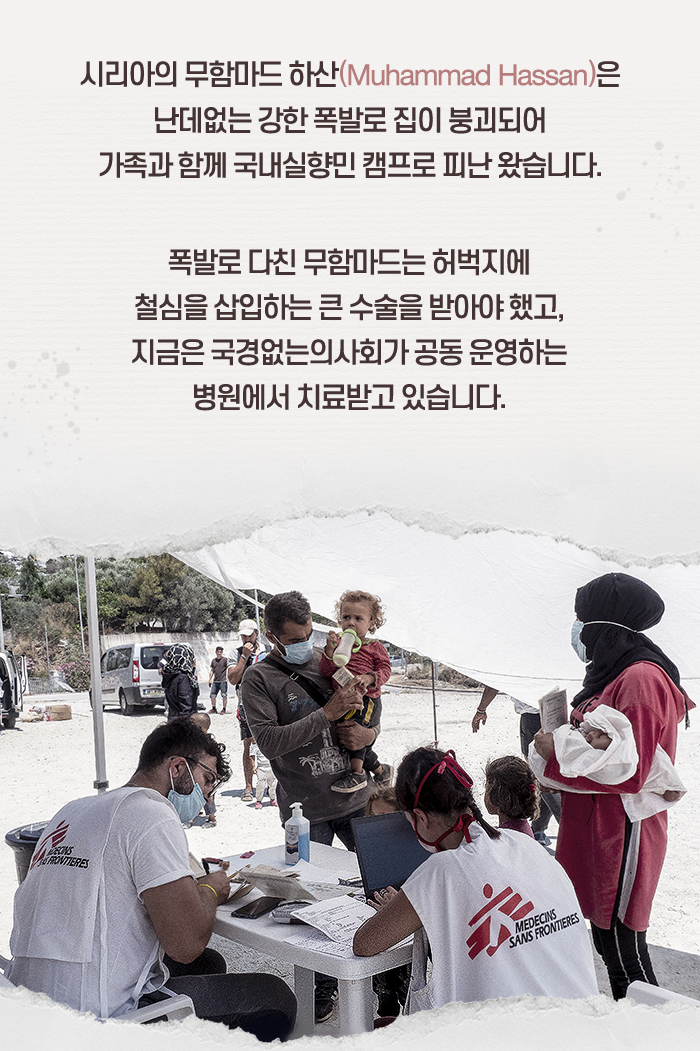 시리아의 무함마드 하산(Muhammad Hassan)은
난데없는 강한 폭발로 집이 붕괴되어
가족과 함께 국내실향민 캠프로 피난 왔습니다.
폭발로 다친 무함마드는 허벅지에
철심을 삽입하는 큰 수술을 받아야 했고,
지금은 국경없는의사회가 공동 운영하는
병원에서 치료받고 있습니다.
MEDECINS
SANS FRONTIERES
MEDECINS
SANS FRONTIERES